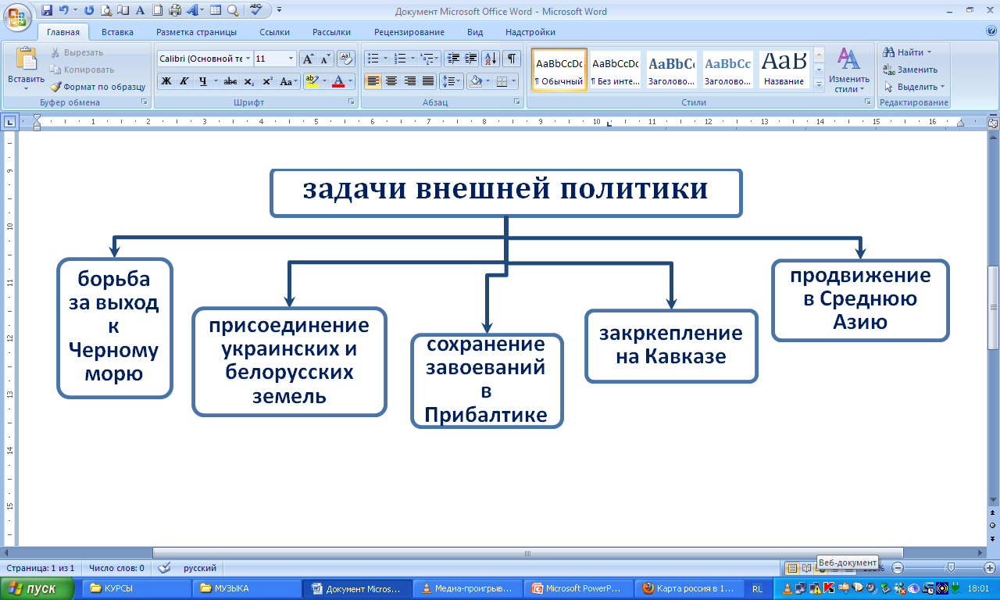 Документ Microsoft Office Word - Microsoft Word
Главная Вставка Разметка страницы Ссылки Рассылки Рецензирование Вид Надстройки
Вставить
Вырезать
Копировать
Формат по образцу
Буфер обмена
Calibri (Основной те 11
Ж К Ч abc x₂ x² Aa
Шрифт
Абзац
AaBbCcDc AaBbCcDc AaBbCc AaBbCc AaB
¶ Обычный ¶ Без инте... Заголово... Заголово... Название
Изменить стили
Стили
Найти
Заменить
Выделить
Редактирование
1 2 3 4 5 6 7 8 9 10 11 12 13 14 15 16
9
10
11
12
13
14
15
задачи внешней политики
борьба
за выход
к
Черному
морю
присоединение
украинских и
белорусских
земель
сохранение
завоеваний
в
Прибалтике
закркепление
на Кавказе
продвижение
в Среднюю
Азию
Веб-документ
Страница: 1 из 1 Число слов: 0 русский
пуск КУРСЫ МУЗЫКА Документ Micros... Медиа-проигрыв... Microsoft PowerP... Карта россия в 1... RL 18:01